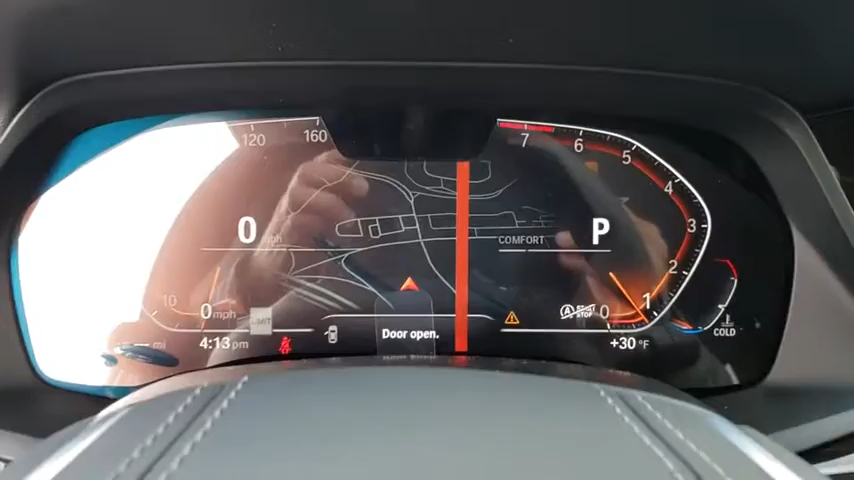 120 160
7 6 5 4 3 2 1 0
0 mph
COMFORT
P
10 0
LIMIT
START
STOP
mi
4:13 pm
Door open.
+30 °F
COLD